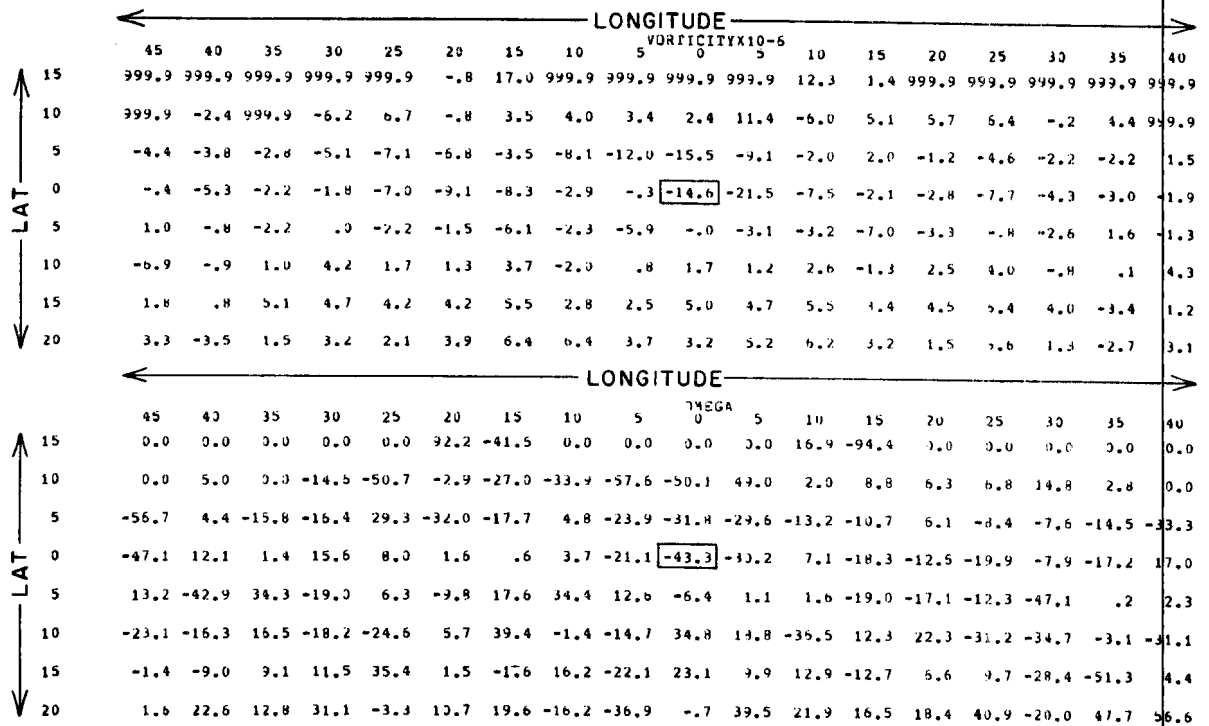 LONGITUDE
VORTICITYX10-6
45 40 35 30 25 20 15 10 5 0 5 10 15 20 25 30 35 40
15 999.9 999.9 999.9 999.9 999.9 -.8 17.0 999.9 999.9 999.9 999.9 12.3 1.4 999.9 999.9 999.9 999.9 999.9
10 999.9 -2.4 999.9 -6.2 6.7 -.8 3.5 4.0 3.4 2.4 11.4 -6.0 5.1 5.7 6.4 -.2 4.4 999.9
5 -4.4 -3.8 -2.8 -5.1 -7.1 -6.8 -3.5 -8.1 -12.0 -15.5 -9.1 -2.0 2.0 -1.2 -4.6 -2.2 -2.2 1.5
LAT
0 -.4 -5.3 -2.2 -1.8 -7.0 -9.1 -8.3 -2.9 -.3 -14.6 -21.5 -7.5 -2.1 -2.8 -7.7 -4.3 -3.0 -1.9
5 1.0 -.8 -2.2 .0 -2.2 -1.5 -6.1 -2.3 -5.9 -.0 -3.1 -3.2 -7.0 -3.3 -.8 -2.6 1.6 -1.3
10 -6.9 -.9 1.0 4.2 1.7 1.3 3.7 -2.0 .8 1.7 1.2 2.6 -1.3 2.5 4.0 -.8 .1 4.3
15 1.8 .8 5.1 4.7 4.2 4.2 5.5 2.8 2.5 5.0 4.7 5.5 3.4 4.5 5.4 4.0 -3.4 1.2
20 3.3 -3.5 1.5 3.2 2.1 3.9 6.4 6.4 3.7 3.2 5.2 6.2 3.2 1.5 5.6 1.3 -2.7 3.1
LONGITUDE
OMEGA
45 40 35 30 25 20 15 10 5 0 5 10 15 20 25 30 35 40
15 0.0 0.0 0.0 0.0 0.0 92.2 -41.5 0.0 0.0 0.0 0.0 16.9 -94.4 0.0 0.0 0.0 0.0 0.0
10 0.0 5.0 0.0 -14.6 -50.7 -2.9 -27.0 -33.9 -57.6 -50.1 49.0 2.0 8.8 6.3 6.8 14.8 2.8 0.0
5 -56.7 4.4 -15.8 -16.4 29.3 -32.0 -17.7 4.8 -23.9 -31.8 -29.6 -13.2 -10.7 6.1 -8.4 -7.6 -14.5 -33.3
LAT
0 -47.1 12.1 1.4 15.6 8.0 1.6 .6 3.7 -21.1 -43.3 -30.2 7.1 -18.3 -12.5 -19.9 -7.9 -17.2 17.0
5 13.2 -42.9 34.3 -19.0 6.3 -9.8 17.6 34.4 12.6 -6.4 1.1 1.6 -19.0 -17.1 -12.3 -47.1 .2 2.3
10 -23.1 -16.3 16.5 -18.2 -24.6 5.7 39.4 -1.4 -14.7 34.8 -36.5 12.3 22.3 -31.2 -34.7 -3.1 -31.1
15 -1.4 -9.0 9.1 11.5 35.4 1.5 16.2 -22.1 23.1 9.9 12.9 -12.7 6.6 9.7 -28.4 -51.3 4.4
20 1.6 22.6 12.8 31.1 -3.3 10.7 19.6 -16.2 -36.9 -.7 39.5 21.9 16.5 18.4 40.9 -20.0 47.7 56.6